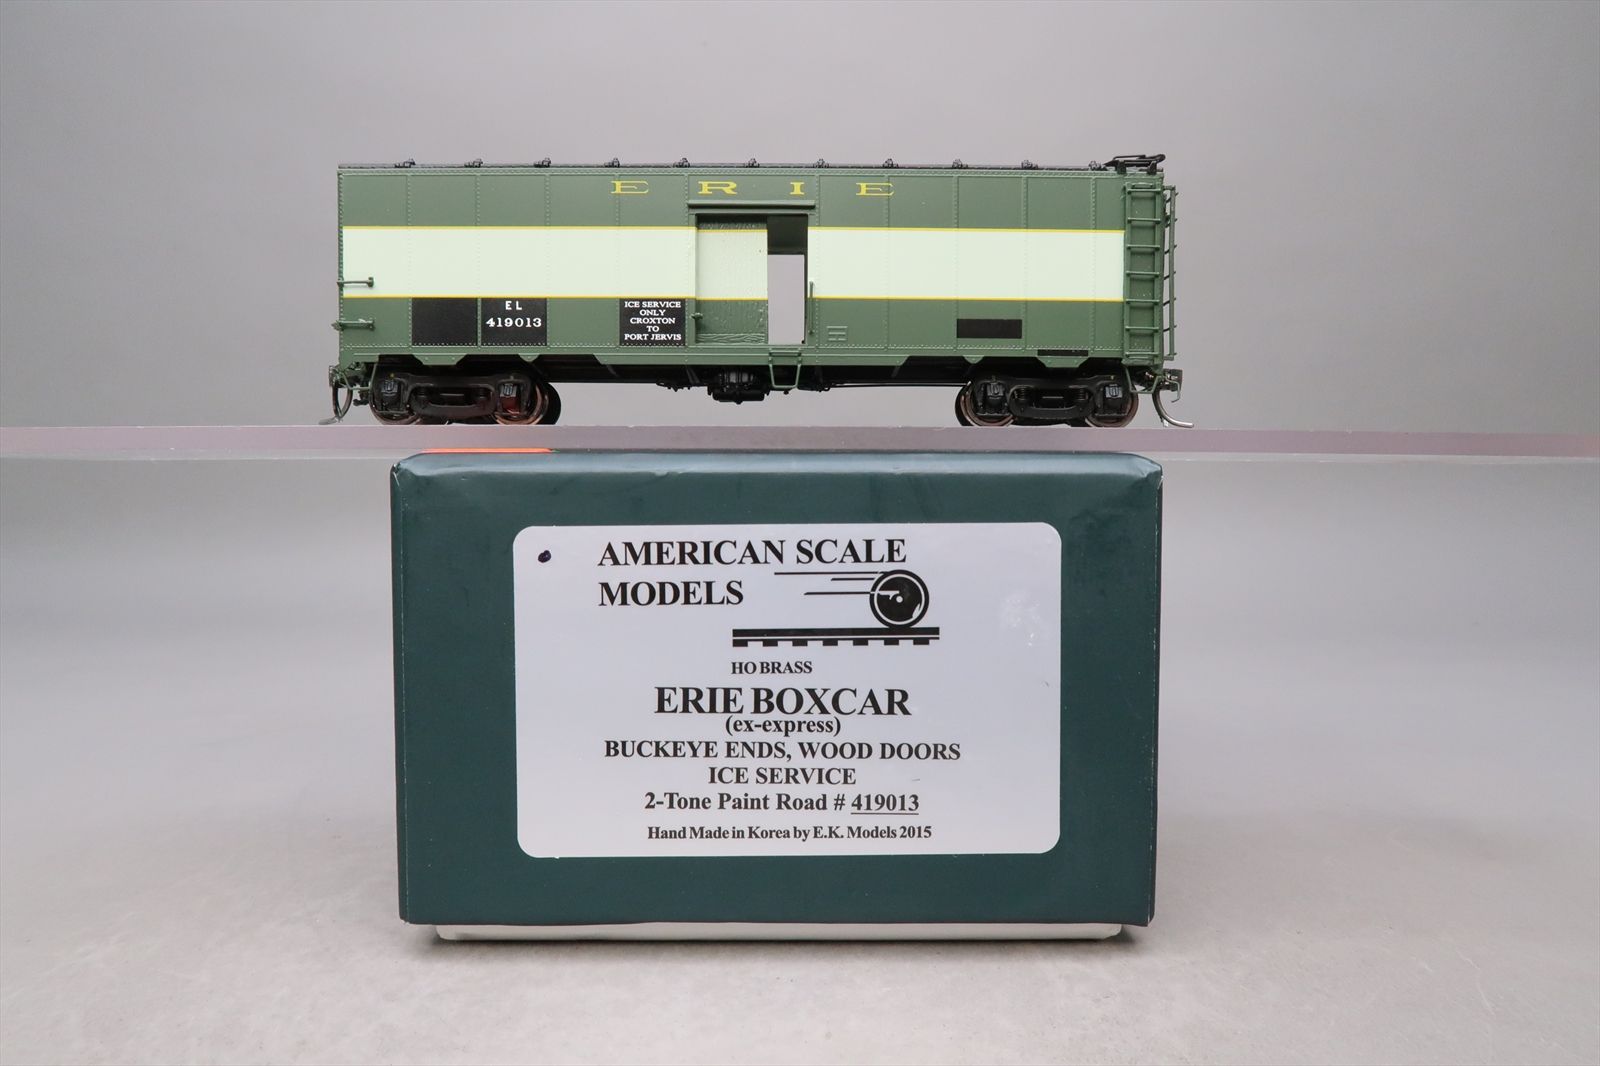 ERIE
EL
419013
ICE SERVICE
ONLY
CROXTON
TO
PORT JERVIS
AMERICAN SCALE
MODELS
HO BRASS
ERIE BOXCAR
(ex-express)
BUCKEYE ENDS, WOOD DOORS
ICE SERVICE
2-Tone Paint Road # 419013
Hand Made in Korea by E.K. Models 2015